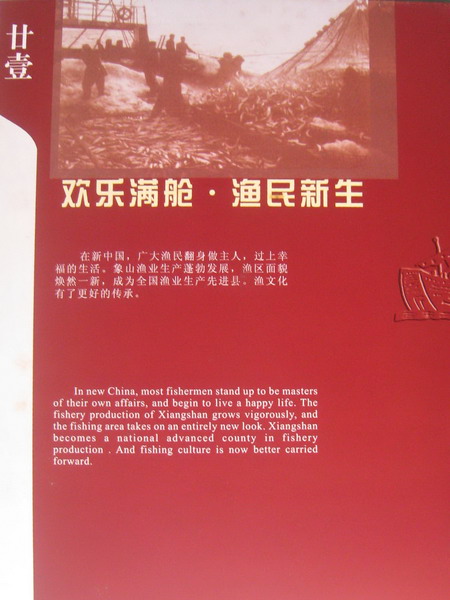 廿壹
欢乐满舱·渔民新生
在新中国，广大渔民翻身做主人，过上幸
福的生活。象山渔业生产蓬勃发展，渔区面貌
焕然一新，成为全国渔业生产先进县。渔文化
有了更好的传承。
In new China, most fishermen stand up to be masters
of their own affairs, and begin to live a happy life. The
fishery production of Xiangshan grows vigorously, and
the fishing area takes on an entirely new look. Xiangshan
becomes a national advanced county in fishery
production . And fishing culture is now better carried
forward.